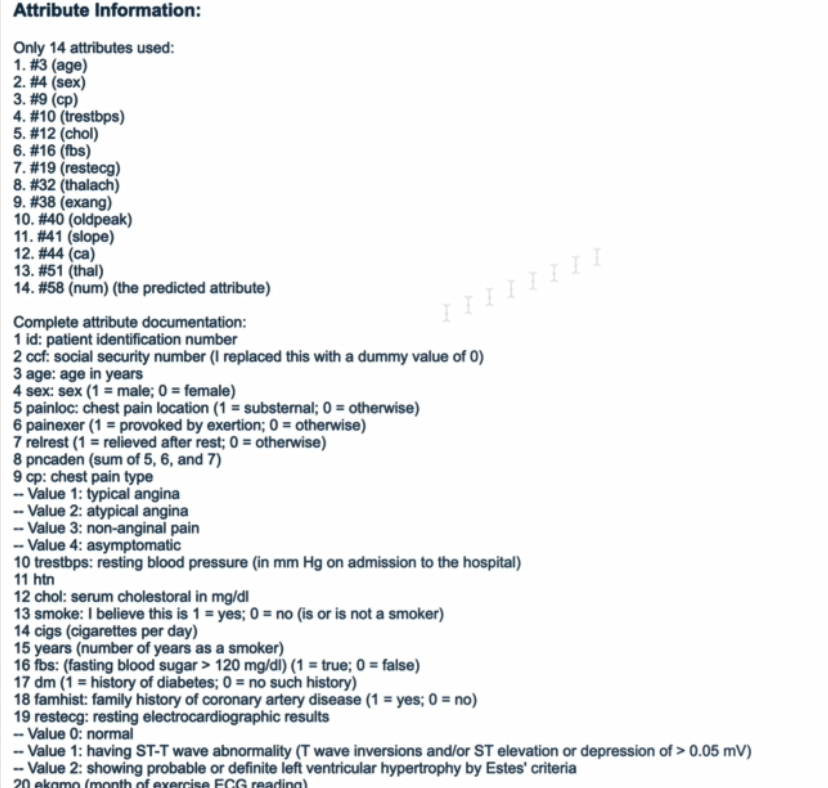 Attribute Information:
Only 14 attributes used:
1. #3 (age)
2. #4 (sex)
3. #9 (cp)
4. #10 (trestbps)
5. #12 (chol)
6. #16 (fbs)
7. #19 (restecg)
8. #32 (thalach)
9. #38 (exang)
10. #40 (oldpeak)
11. #41 (slope)
12. #44 (ca)
13. #51 (thal)
14. #58 (num) (the predicted attribute)
Complete attribute documentation:
1 id: patient identification number
2 ccf: social security number (I replaced this with a dummy value of 0)
3 age: age in years
4 sex: sex (1 = male; 0 = female)
5 painloc: chest pain location (1 = substernal; 0 = otherwise)
6 painexer (1 = provoked by exertion; 0 = otherwise)
7 relrest (1 = relieved after rest; 0 = otherwise)
8 pncaden (sum of 5, 6, and 7)
9 cp: chest pain type
-- Value 1: typical angina
-- Value 2: atypical angina
-- Value 3: non-anginal pain
-- Value 4: asymptomatic
10 trestbps: resting blood pressure (in mm Hg on admission to the hospital)
11 htn
12 chol: serum cholestoral in mg/dl
13 smoke: I believe this is 1 = yes; 0 = no (is or is not a smoker)
14 cigs (cigarettes per day)
15 years (number of years as a smoker)
16 fbs: (fasting blood sugar > 120 mg/dl) (1 = true; 0 = false)
17 dm (1 = history of diabetes; 0 = no such history)
18 famhist: family history of coronary artery disease (1 = yes; 0 = no)
19 restecg: resting electrocardiographic results
-- Value 0: normal
-- Value 1: having ST-T wave abnormality (T wave inversions and/or ST elevation or depression of > 0.05 mV)
-- Value 2: showing probable or definite left ventricular hypertrophy by Estes' criteria
20 ekgmo (month of exercise ECG reading)